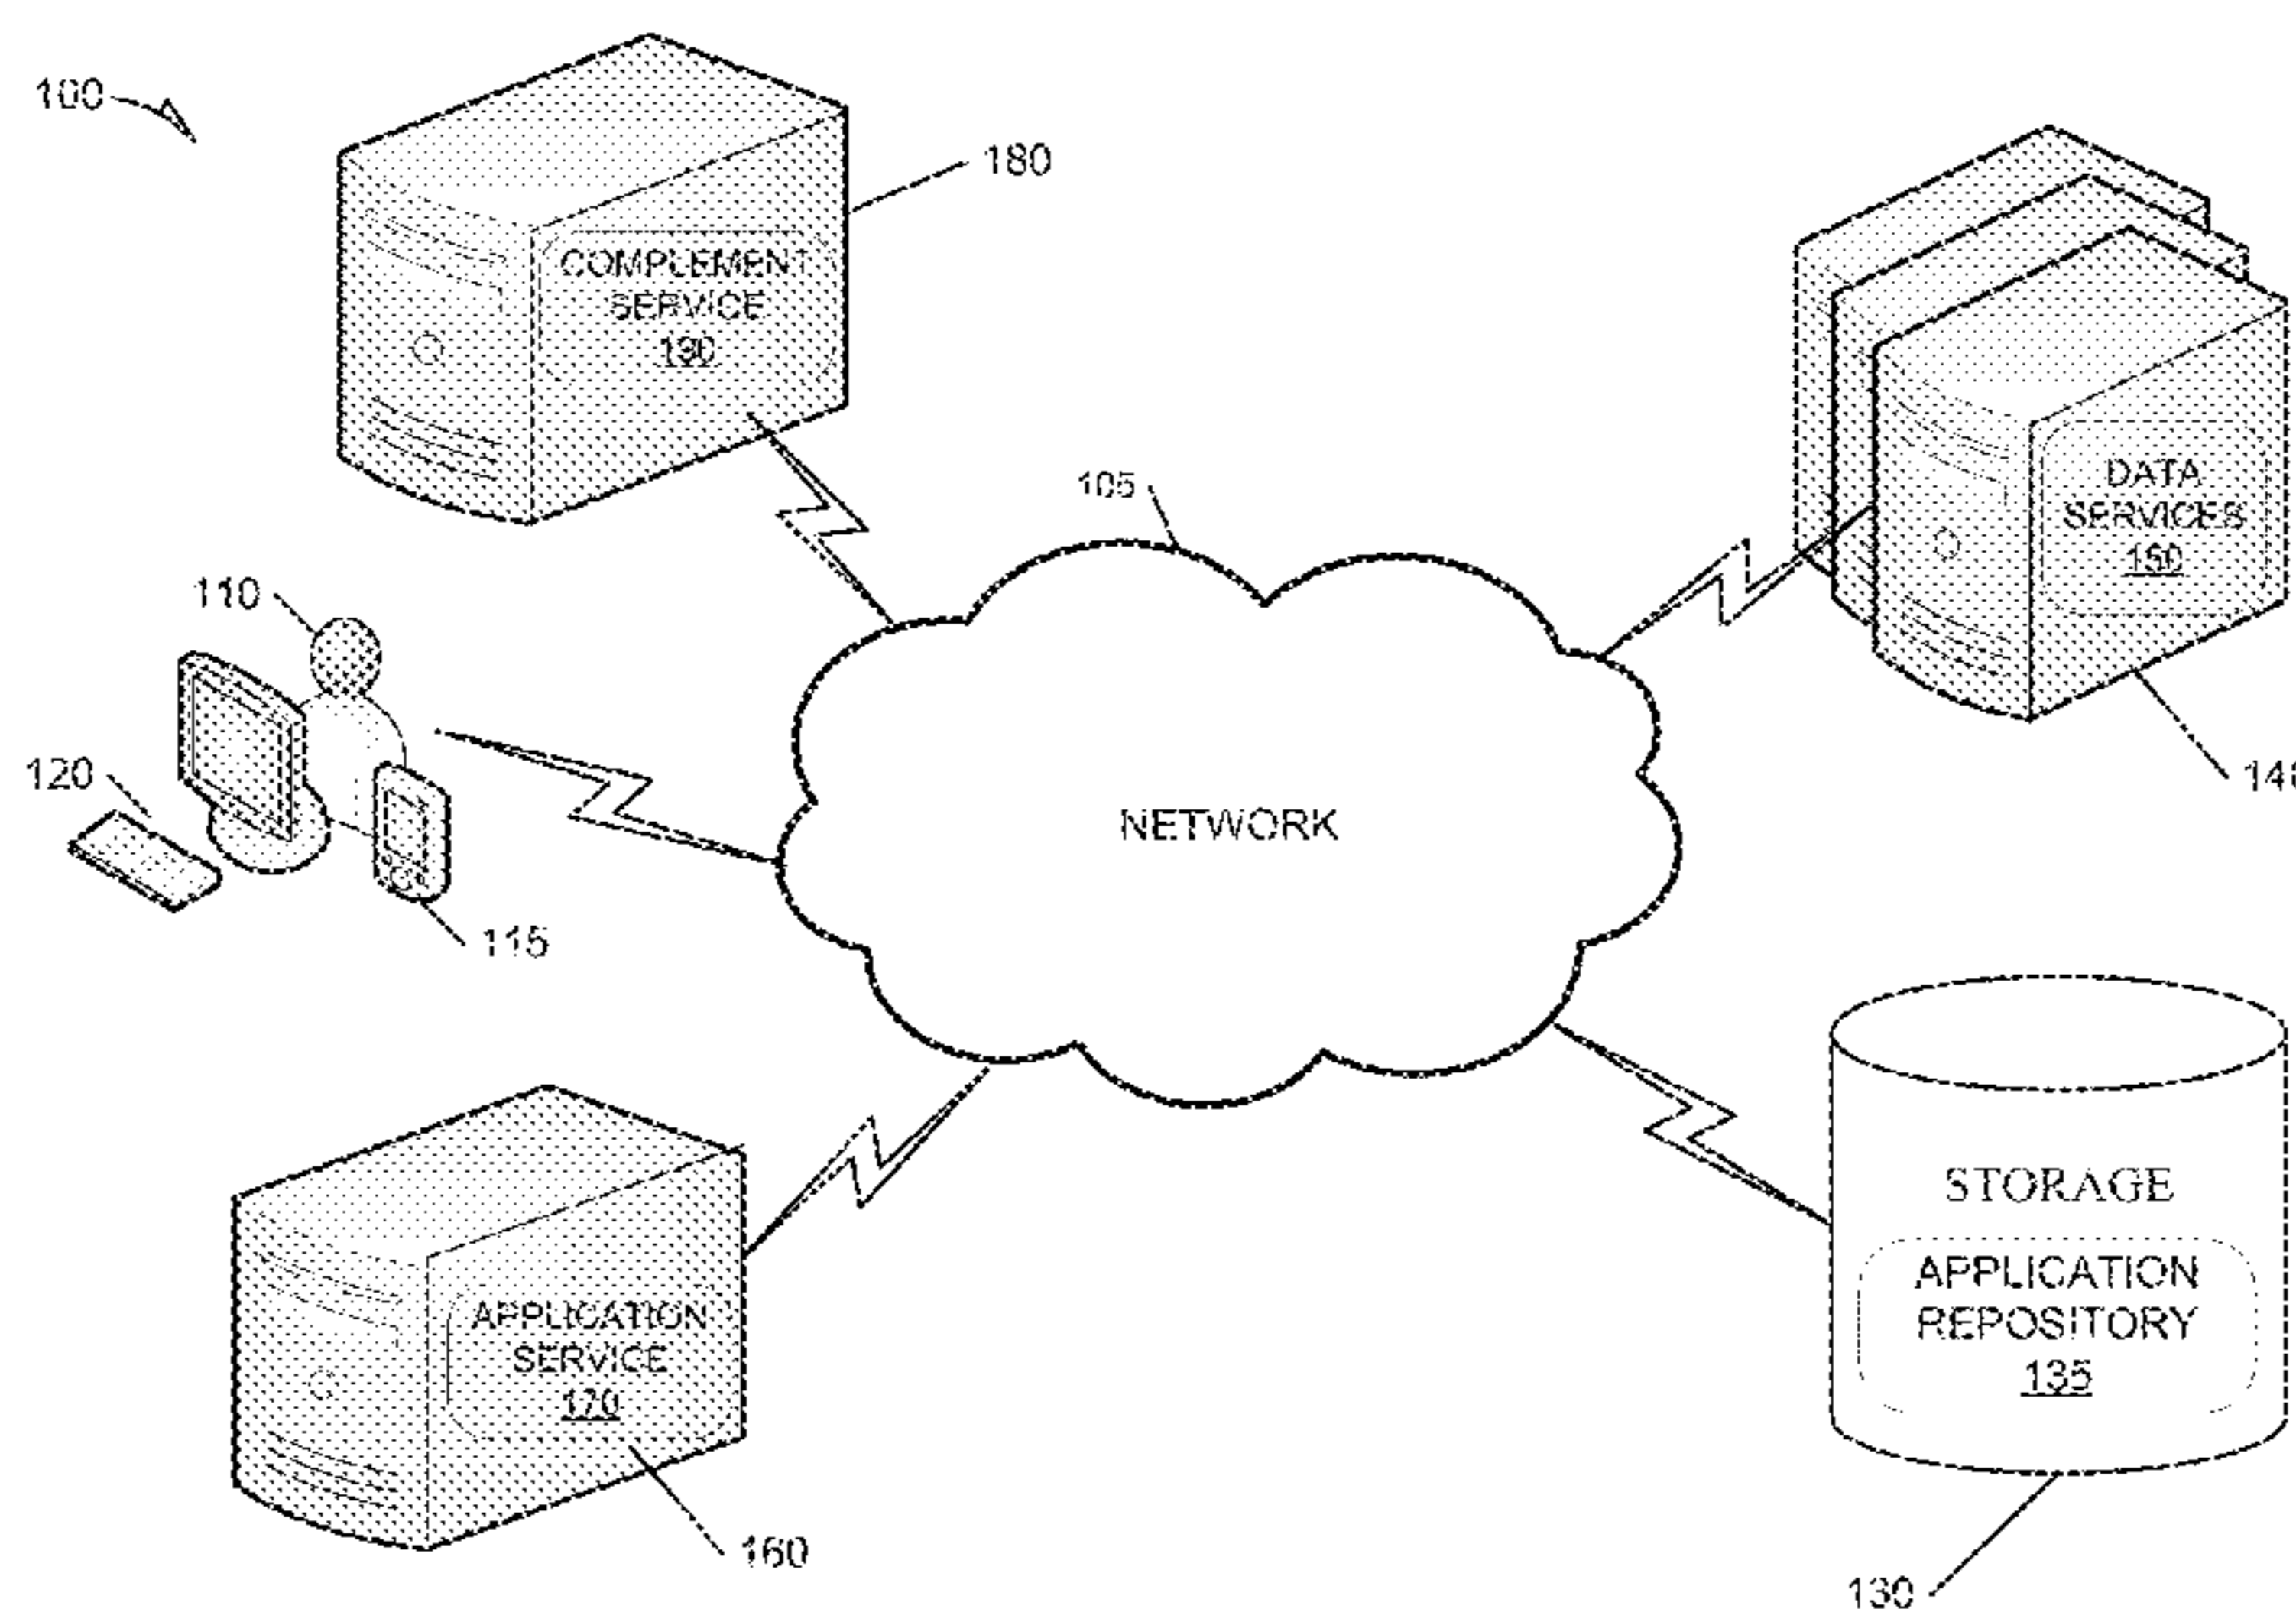 100
180
COMPLEMENT
SERVICE
190
105
DATA
SERVICES
150
110
120
140
NETWORK
115
STORAGE
APPLICATION
REPOSITORY
135
APPLICATION
SERVICE
170
160
130